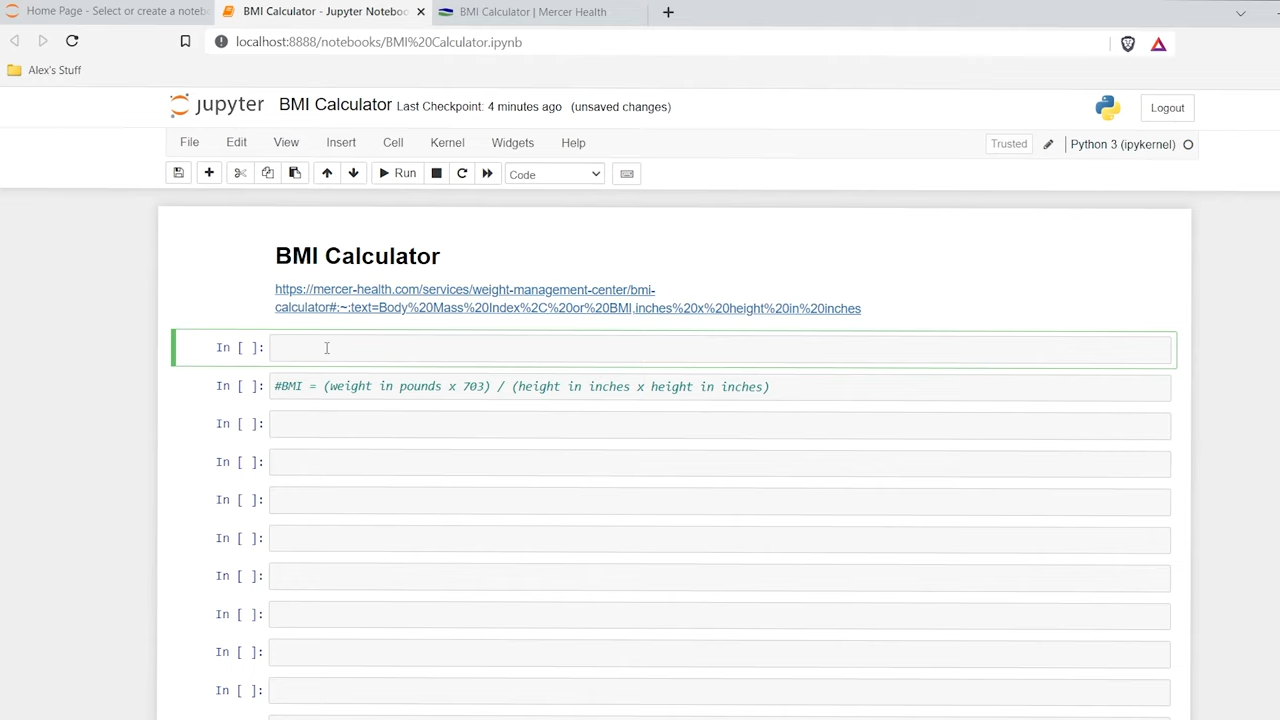 Home Page - Select or create a noteb
BMI Calculator - Jupyter Noteboo
BMI Calculator | Mercer Health
localhost:8888/notebooks/BMI%20Calculator.ipynb
Alex's Stuff
jupyter BMI Calculator Last Checkpoint: 4 minutes ago (unsaved changes)
Logout
File Edit View Insert Cell Kernel Widgets Help
Trusted Python 3 (ipykernel)
Run Code
BMI Calculator
https://mercer-health.com/services/weight-management-center/bmi-
calculator#:~:text=Body%20Mass%20Index%2C%20or%20BMI,inches%20x%20height%20in%20inches
In [ ]:
In [ ]: #BMI = (weight in pounds x 703) / (height in inches x height in inches)
In [ ]:
In [ ]:
In [ ]:
In [ ]:
In [ ]:
In [ ]:
In [ ]:
In [ ]: